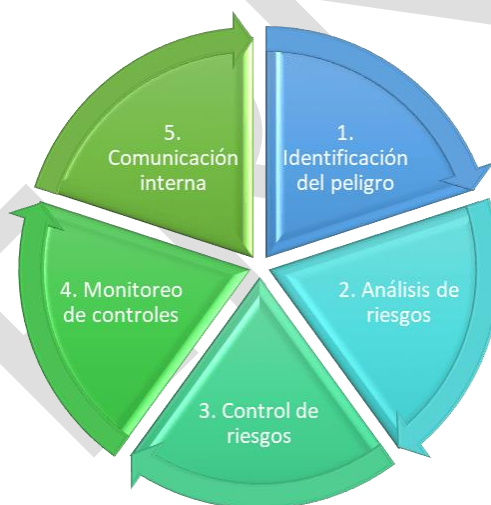 1.
Identificación
del peligro
2. Análisis de
riesgos
3. Control de
riesgos
4. Monitoreo
de controles
5.
Comunicación
interna